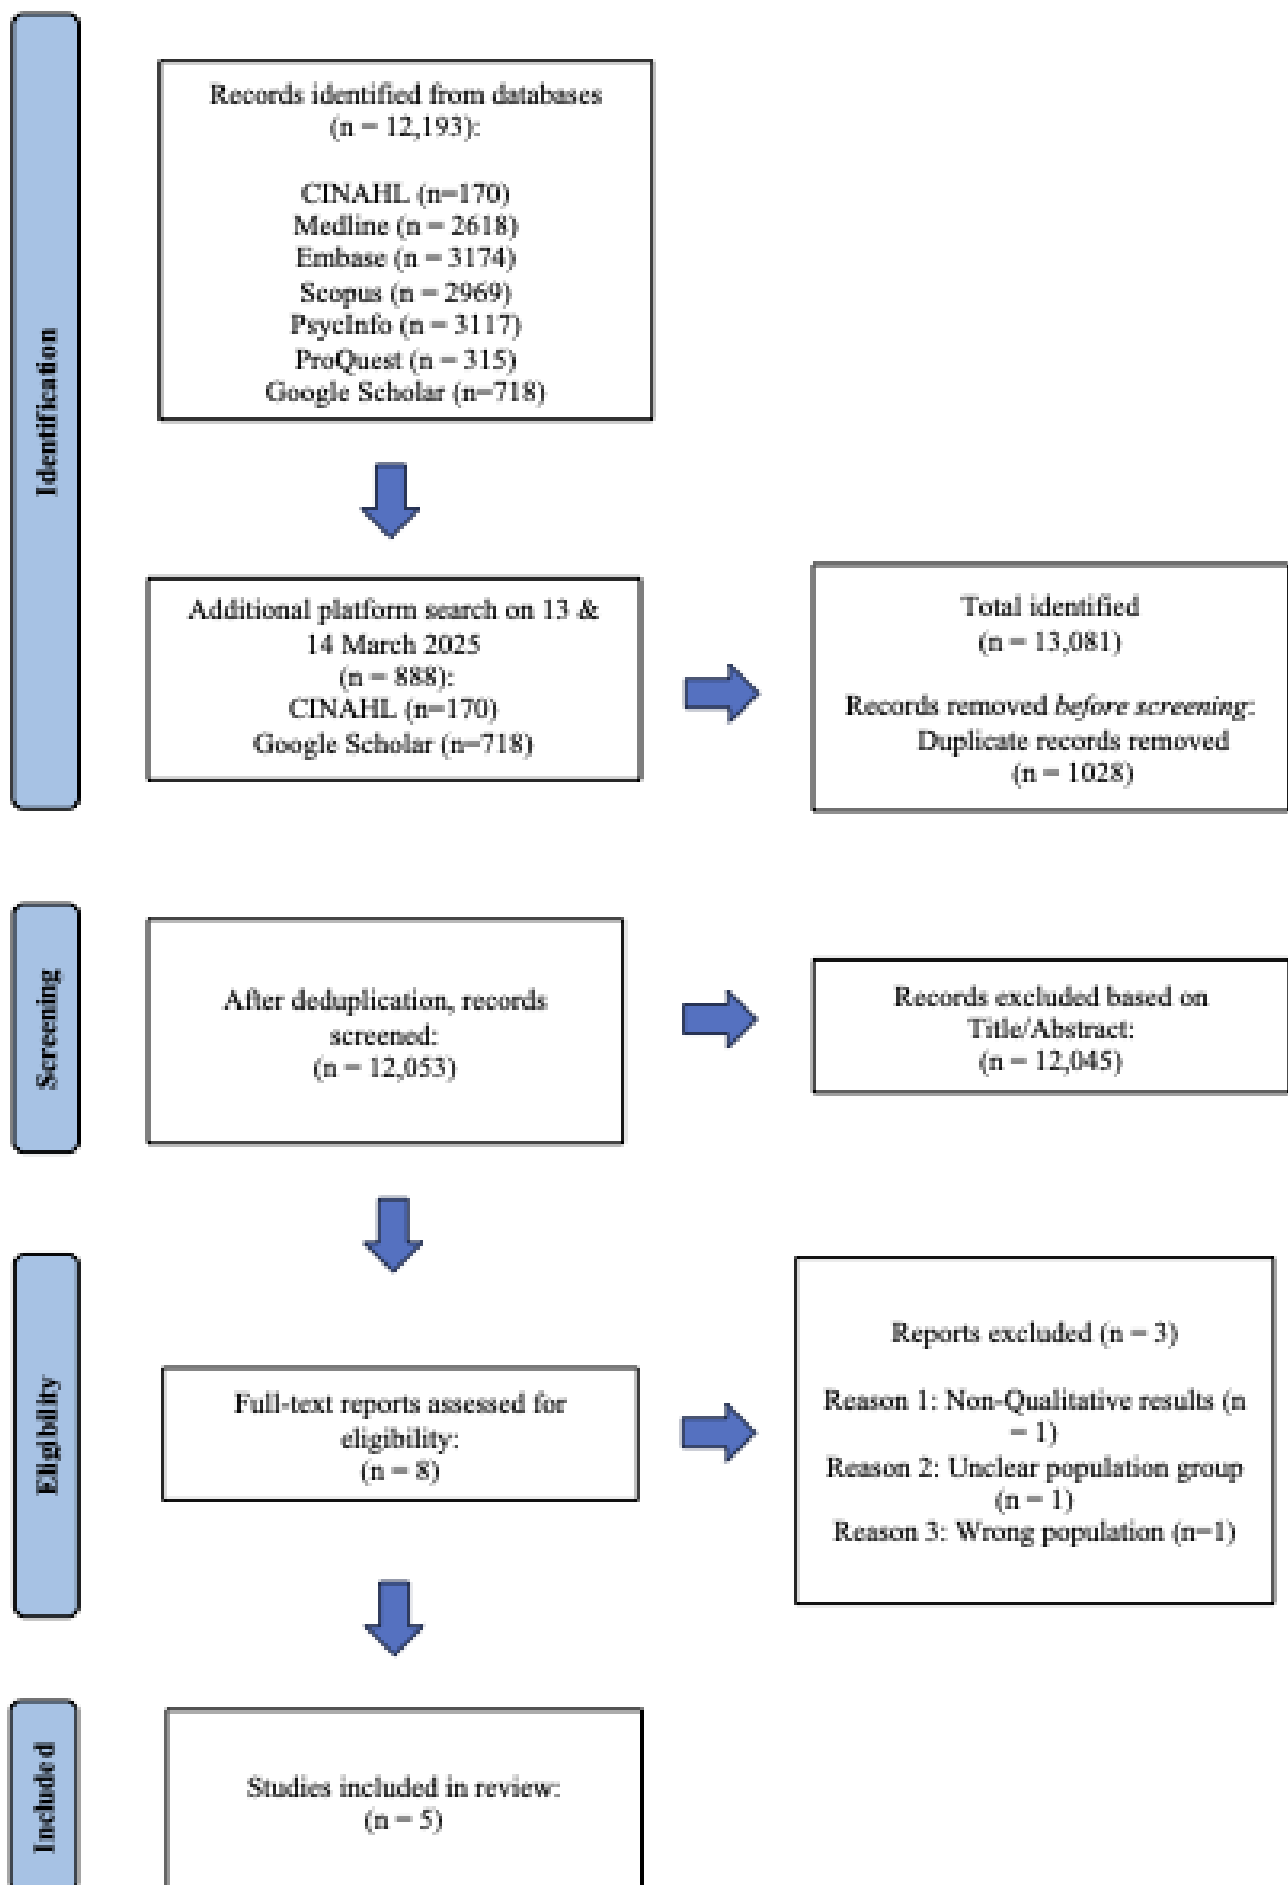 Identification
Records identified from databases
(n = 12,193):
CINAHL (n=170)
Medline (n = 2618)
Embase (n = 3174)
Scopus (n = 2969)
PsycInfo (n = 3117)
ProQuest (n = 315)
Google Scholar (n=718)
Additional platform search on 13 &
14 March 2025
(n = 888):
CINAHL (n=170)
Google Scholar (n=718)
Total identified
(n = 13,081)
Records removed before screening:
Duplicate records removed
(n = 1028)
Screening
After deduplication, records
screened:
(n = 12,053)
Records excluded based on
Title/Abstract:
(n = 12,045)
Eligibility
Full-text reports assessed for
eligibility:
(n = 8)
Reports excluded (n = 3)
Reason 1: Non-Qualitative results (n
= 1)
Reason 2: Unclear population group
(n = 1)
Reason 3: Wrong population (n=1)
Included
Studies included in review:
(n = 5)